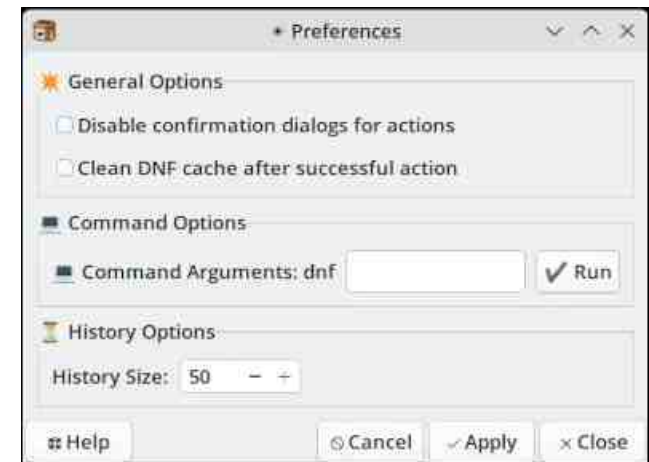 Preferences
General Options
Disable confirmation dialogs for actions
Clean DNF cache after successful action
Command Options
Command Arguments: dnf
Run
History Options
History Size: 50 - +
Help Cancel Apply Close